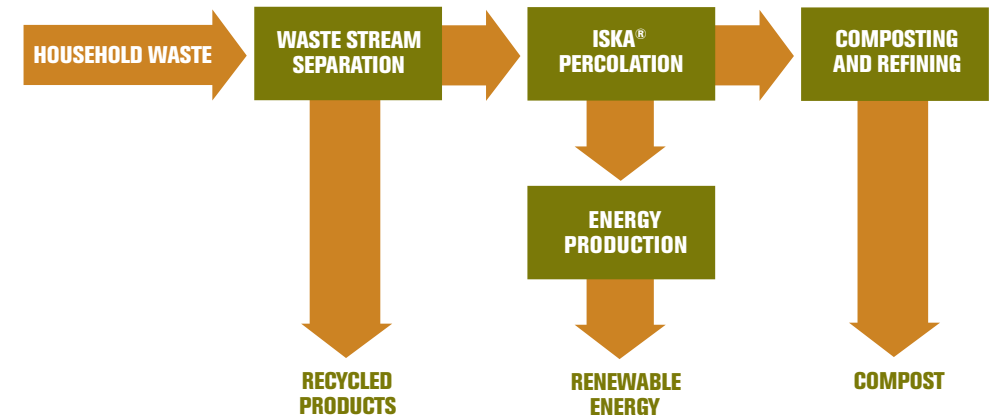 HOUSEHOLD WASTE
WASTE STREAM
SEPARATION
ISKA®
PERCOLATION
COMPOSTING
AND REFINING
ENERGY
PRODUCTION
RECYCLED
PRODUCTS
RENEWABLE
ENERGY
COMPOST